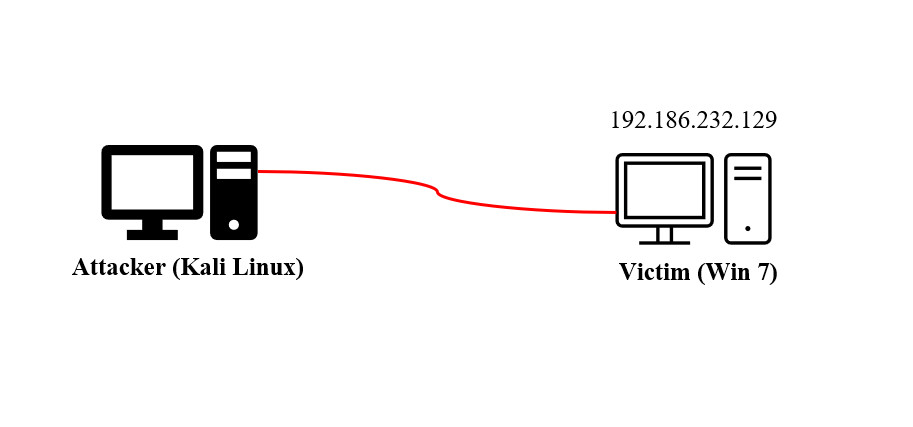 192.186.232.129
Attacker (Kali Linux)
Victim (Win 7)